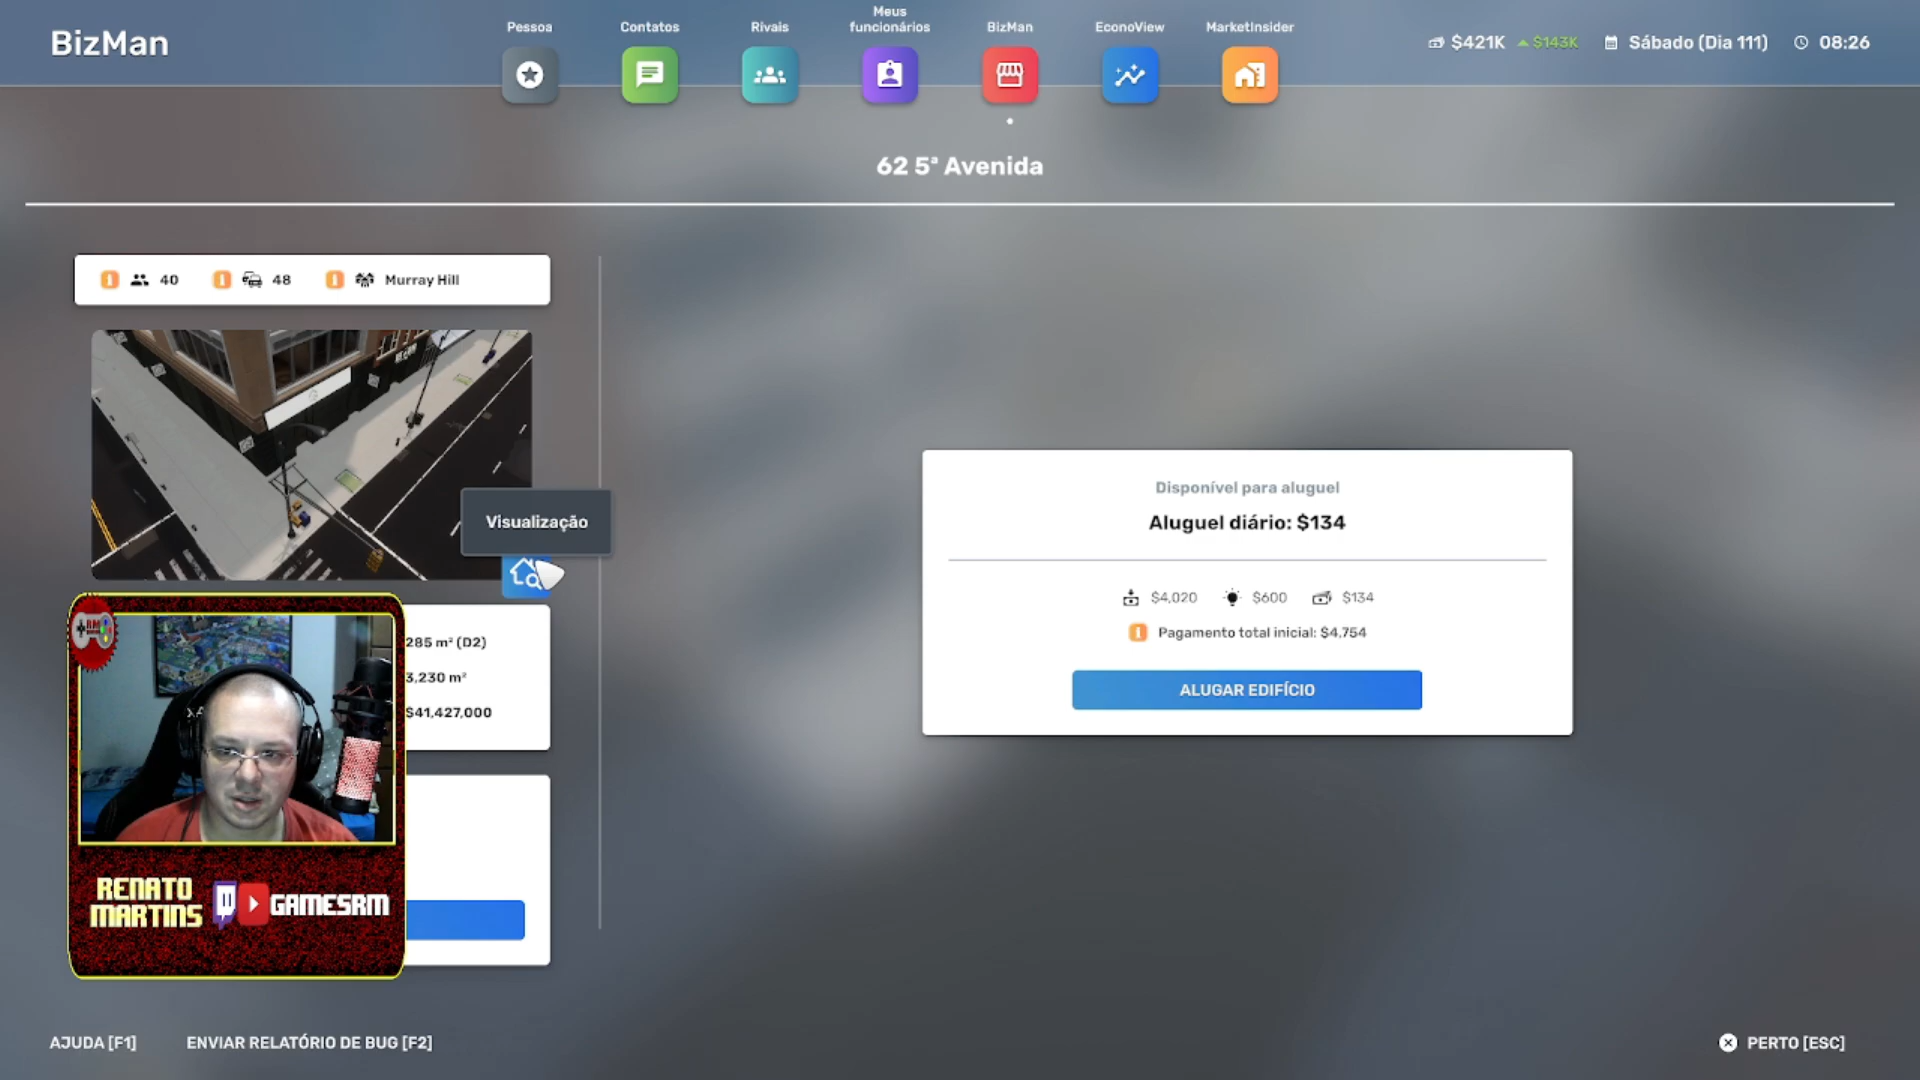 BizMan
Pessoa
Contatos
Rivais
Meus
funcionários
BizMan
EconoView
MarketInsider
$421K
$143K
Sábado (Dia 111)
08:26
62 5ª Avenida
40
48
Murray Hill
Visualização
285 m² (D2)
3,230 m²
$41,427,000
Disponível para aluguel
Aluguel diário: $134
$4,020
$600
$134
Pagamento total inicial: $4,754
ALUGAR EDIFÍCIO
RM
RENATO
MARTINS
GAMESRM
AJUDA [F1]
ENVIAR RELATÓRIO DE BUG [F2]
PERTO [ESC]